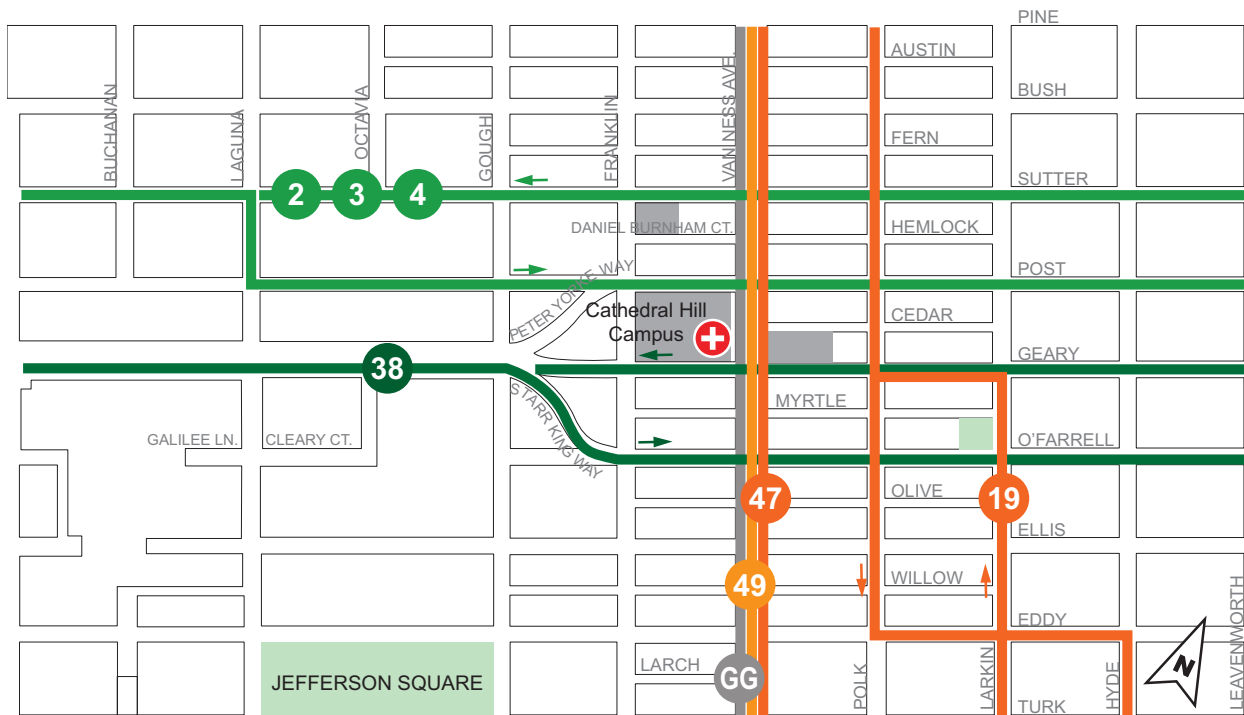 PINE
AUSTIN
BUSH
BUCHANAN
LAGUNA
OCTAVIA
GOUGH
FRANKLIN
VAN NESS AVE.
FERN
SUTTER
2
3
4
DANIEL BURNHAM CT.
HEMLOCK
POST
PETER YORKE WAY
Cathedral Hill
Campus
CEDAR
GEARY
38
STARR KING WAY
MYRTLE
GALILEE LN.
CLEARY CT.
O'FARRELL
47
OLIVE
19
ELLIS
49
WILLOW
EDDY
LARCH
GG
JEFFERSON SQUARE
POLK
LARKIN
HYDE
LEAVENWORTH
N
TURK